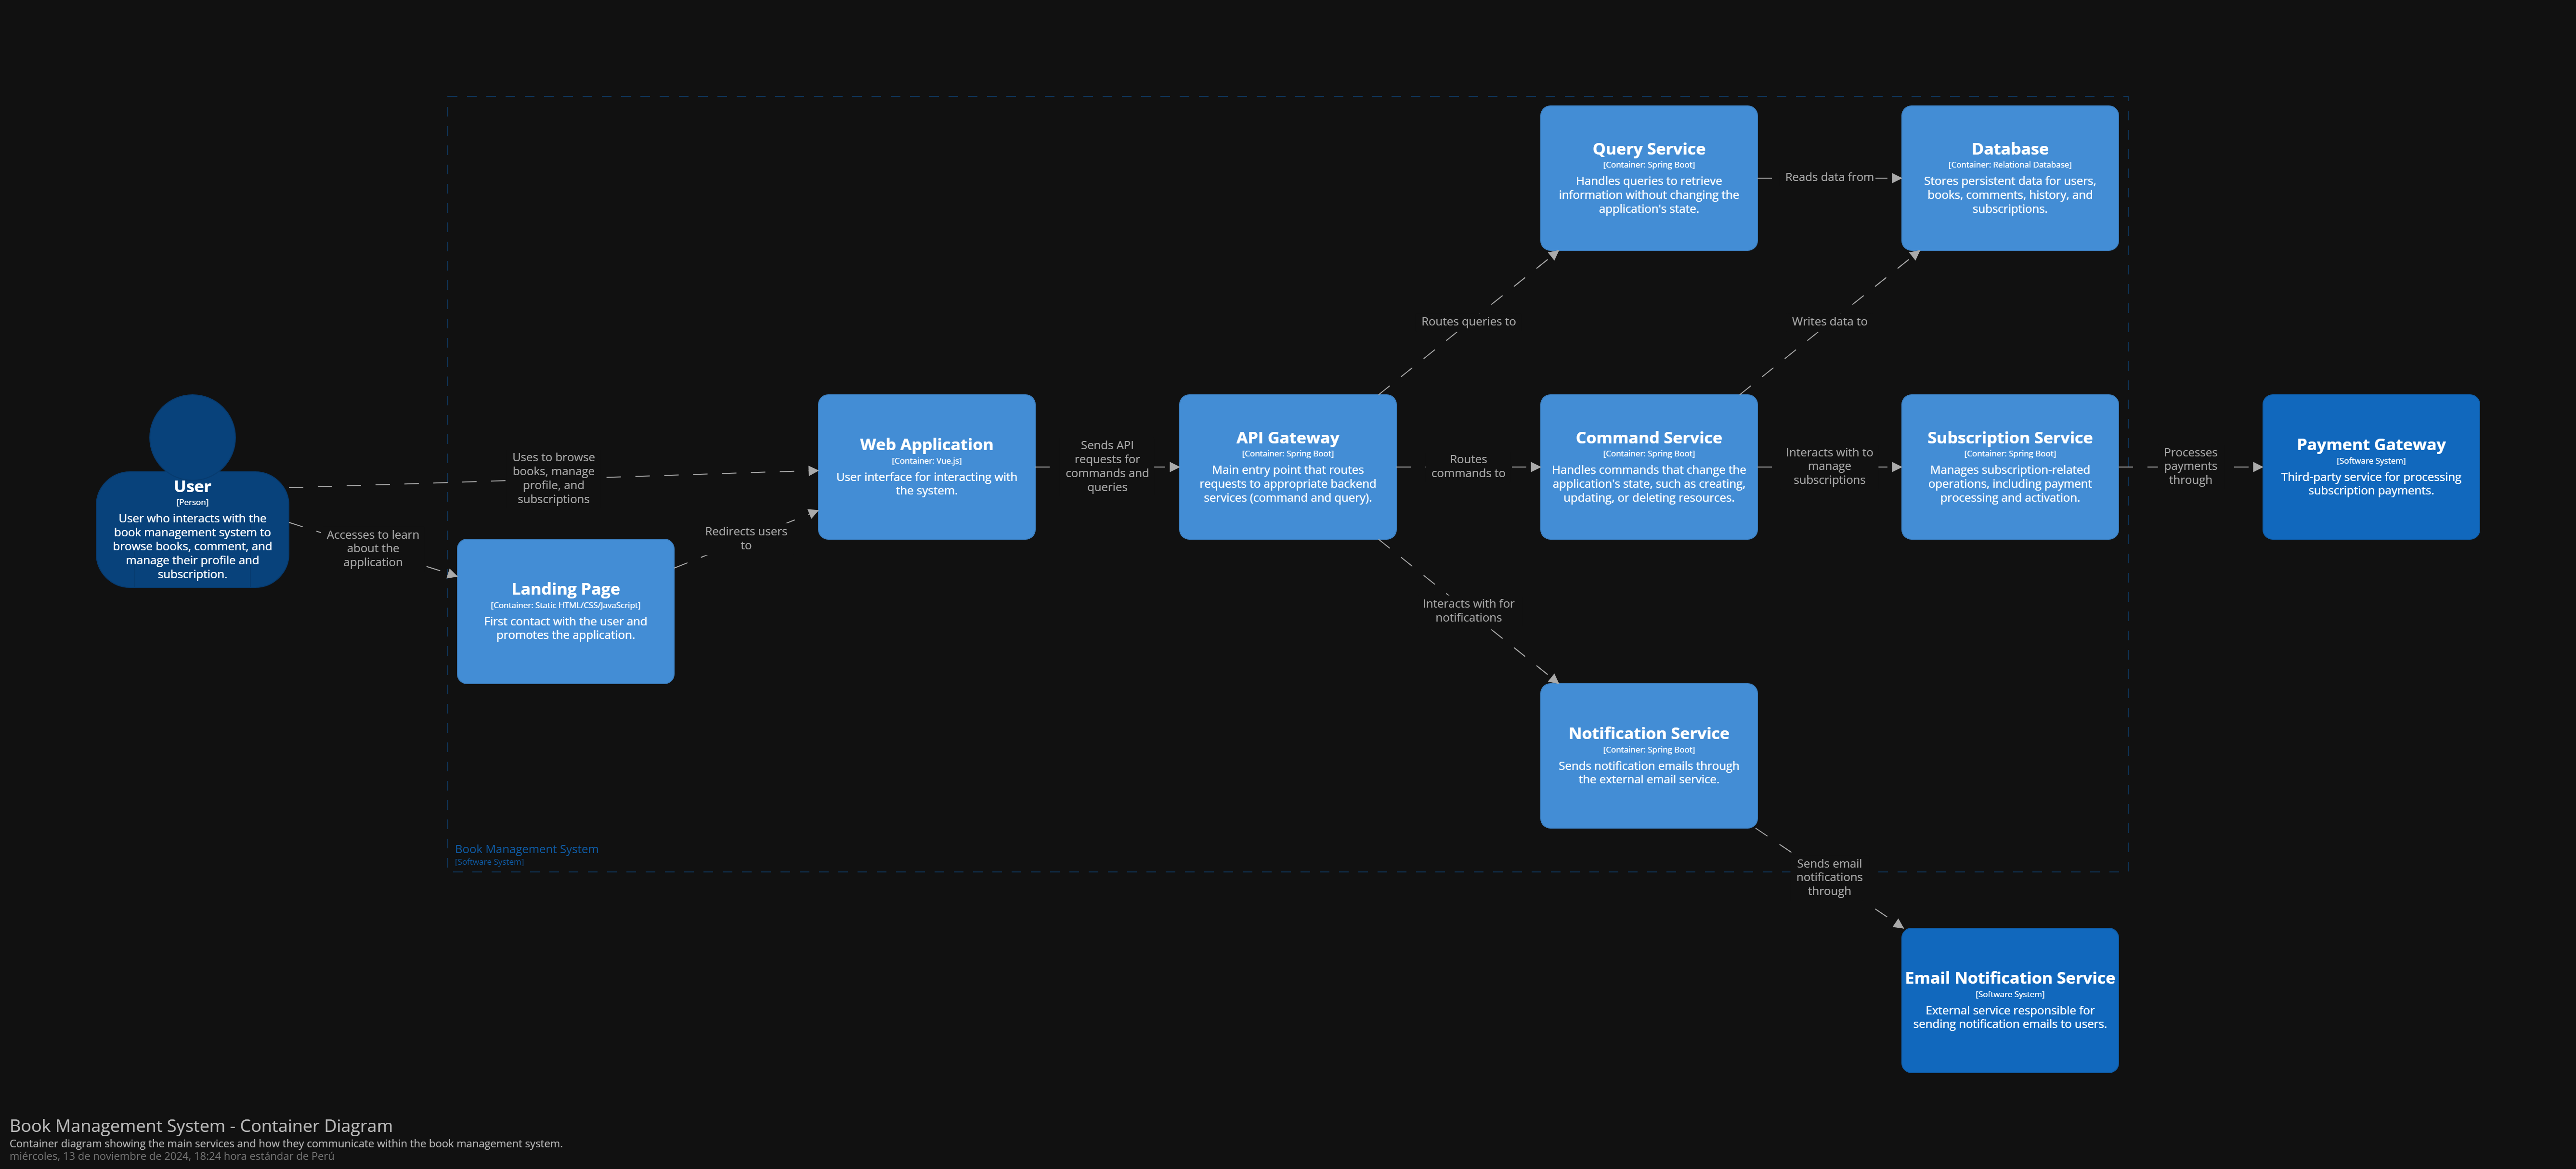 Query Service
[Container: Spring Boot]
Handles queries to retrieve
information without changing the
application's state.
Reads data from
Database
[Container: Relational Database]
Stores persistent data for users,
books, comments, history, and
subscriptions.
Routes queries to
Writes data to
User
[Person]
User who interacts with the
book management system to
browse books, comment, and
manage their profile and
subscription.
Uses to browse
books, manage
profile, and
subscriptions
Accesses to learn
about the
application
Landing Page
[Container: Static HTML/CSS/JavaScript]
First contact with the user and
promotes the application.
Redirects users
to
Web Application
[Container: Vue.js]
User interface for interacting with
the system.
Sends API
requests for
commands and
queries
API Gateway
[Container: Spring Boot]
Main entry point that routes
requests to appropriate backend
services (command and query).
Routes
commands to
Command Service
[Container: Spring Boot]
Handles commands that change the
application's state, such as creating,
updating, or deleting resources.
Interacts with to
manage
subscriptions
Subscription Service
[Container: Spring Boot]
Manages subscription-related
operations, including payment
processing and activation.
Processes
payments
through
Payment Gateway
[Software System]
Third-party service for processing
subscription payments.
Interacts with for
notifications
Notification Service
[Container: Spring Boot]
Sends notification emails through
the external email service.
Book Management System
[Software System]
Sends email
notifications
through
Email Notification Service
[Software System]
External service responsible for
sending notification emails to users.
Book Management System - Container Diagram
Container diagram showing the main services and how they communicate within the book management system.
miércoles, 13 de noviembre de 2024, 18:24 hora estándar de Perú